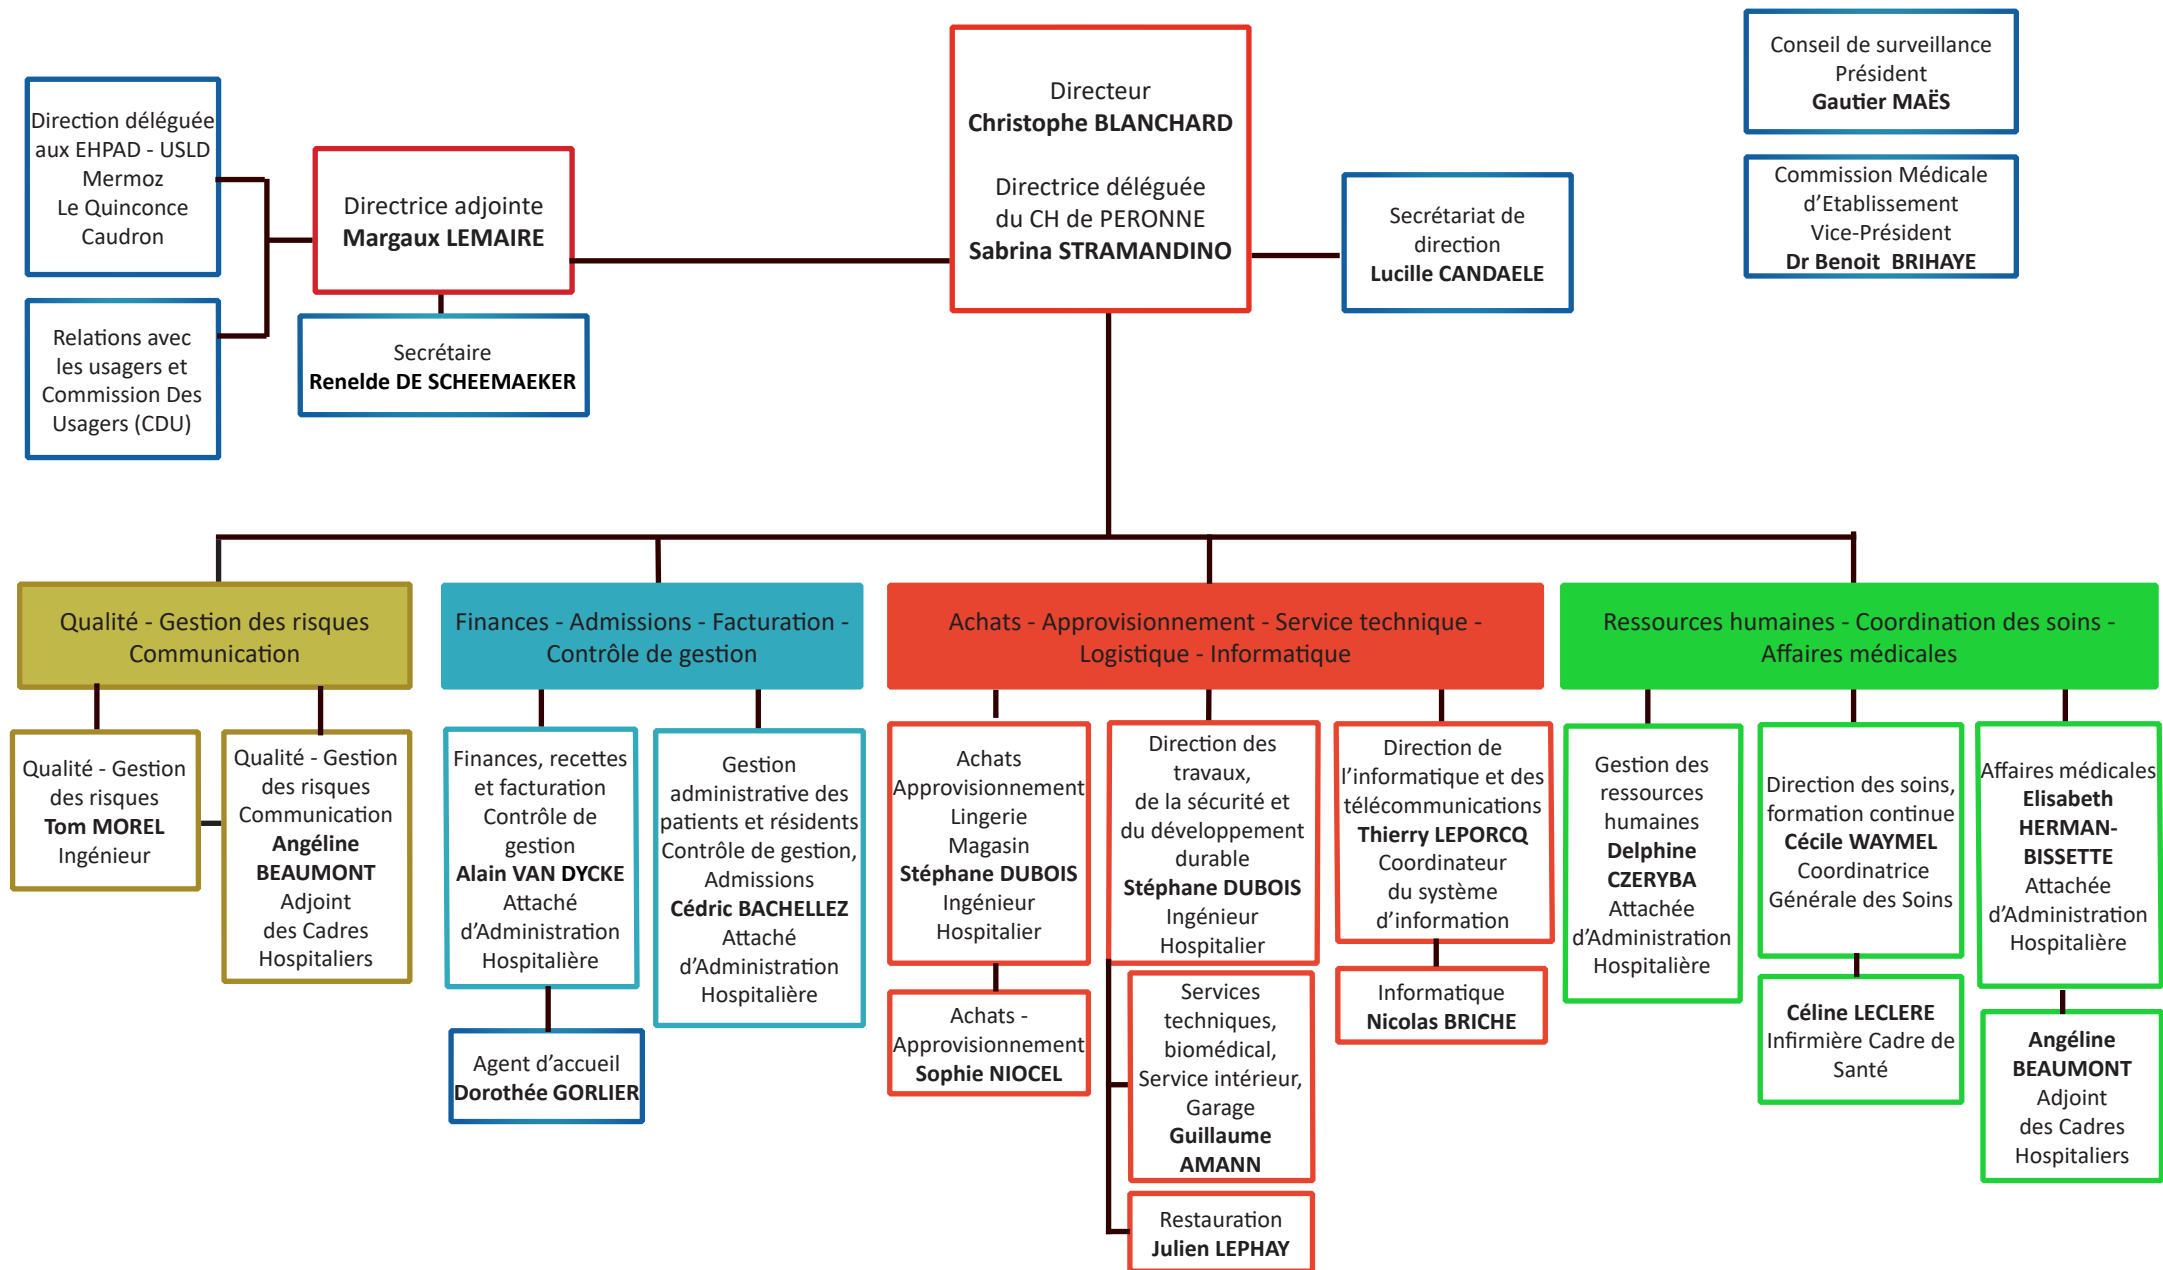 Directeur
Christophe BLANCHARD
Directrice déléguée
du CH de PERONNE
Sabrina STRAMANDINO
Conseil de surveillance
Président
Gautier MAËS
Commission Médicale
d’Etablissement
Vice-Président
Dr Benoit BRIHAYE
Direction déléguée
aux EHPAD - USLD
Mermoz
Le Quinconce
Caudron
Directrice adjointe
Margaux LEMAIRE
Secrétariat de
direction
Lucille CANDAELE
Relations avec
les usagers et
Commission Des
Usagers (CDU)
Secrétaire
Renelde DE SCHEEMAEKER
Qualité - Gestion des risques
Communication
Qualité - Gestion
des risques
Tom MOREL
Ingénieur
Qualité - Gestion
des risques
Communication
Angéline
BEAUMONT
Adjoint
des Cadres
Hospitaliers
Finances - Admissions - Facturation -
Contrôle de gestion
Finances, recettes
et facturation
Contrôle de
gestion
Alain VAN DYCKE
Attaché
d’Administration
Hospitalière
Agent d’accueil
Dorothée GORLIER
Gestion
administrative des
patients et résidents
Contrôle de gestion,
Admissions
Cédric BACHELLEZ
Attaché
d’Administration
Hospitalière
Achats - Approvisionnement - Service technique -
Logistique - Informatique
Achats
Approvisionnement
Lingerie
Magasin
Stéphane DUBOIS
Ingénieur
Hospitalier
Achats -
Approvisionnement
Sophie NIOCEL
Direction des
travaux,
de la sécurité et
du développement
durable
Stéphane DUBOIS
Ingénieur
Hospitalier
Services
techniques,
biomédical,
Service intérieur,
Garage
Guillaume
AMANN
Restauration
Julien LEPHAY
Direction de
l’informatique et des
télécommunications
Thierry LEPORCQ
Coordinateur
du système
d’information
Informatique
Nicolas BRICHE
Ressources humaines - Coordination des soins -
Affaires médicales
Gestion des
ressources
humaines
Delphine
CZERYBA
Attachée
d’Administration
Hospitalière
Direction des soins,
formation continue
Cécile WAYMEL
Coordinatrice
Générale des Soins
Céline LECLERE
Infirmière Cadre de
Santé
Affaires médicales
Elisabeth
HERMAN-
BISSETTE
Attachée
d’Administration
Hospitalière
Angéline
BEAUMONT
Adjoint
des Cadres
Hospitaliers